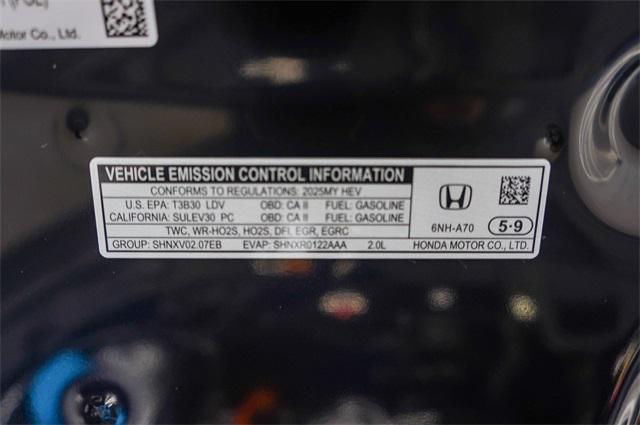 Motor Co., Ltd.
VEHICLE EMISSION CONTROL INFORMATION
CONFORMS TO REGULATIONS: 2025MY HEV
U.S. EPA: T3B30 LDV OBD: CA II FUEL: GASOLINE
CALIFORNIA: SULEV30 PC OBD: CA II FUEL: GASOLINE
TWC, WR-HO2S, HO2S, DFI, EGR, EGRC
GROUP: SHNXV02.07EB EVAP: SHNXR0122AAA 2.0L
6NH-A70 5·9
HONDA MOTOR CO., LTD.